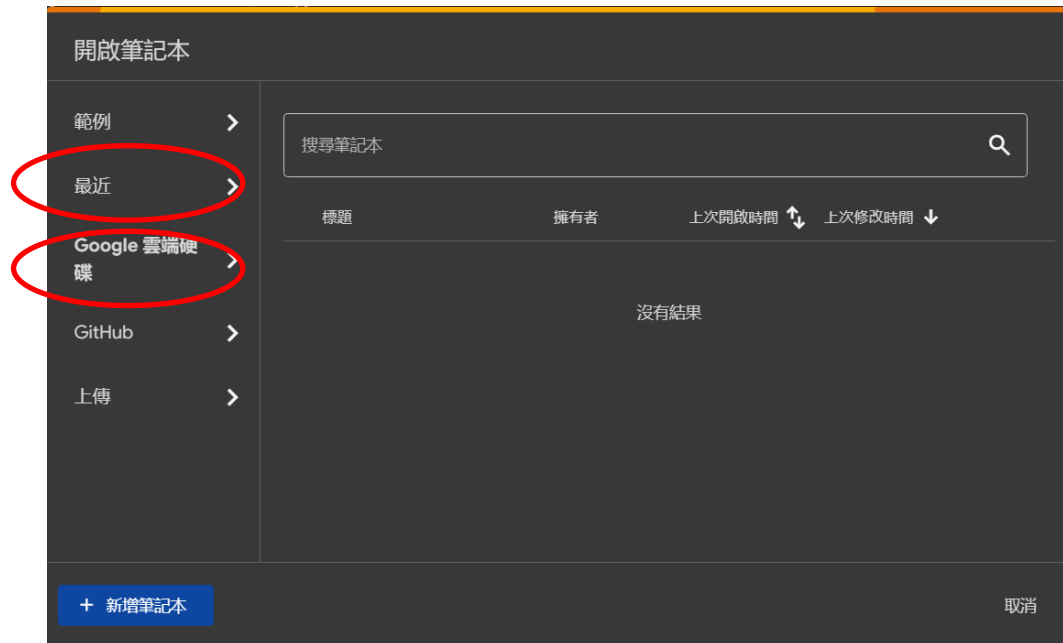 開啟筆記本
範例
最近
Google 雲端硬
碟
GitHub
上傳
搜尋筆記本
標題 擁有者 上次開啟時間 上次修改時間
沒有結果
+ 新增筆記本
取消